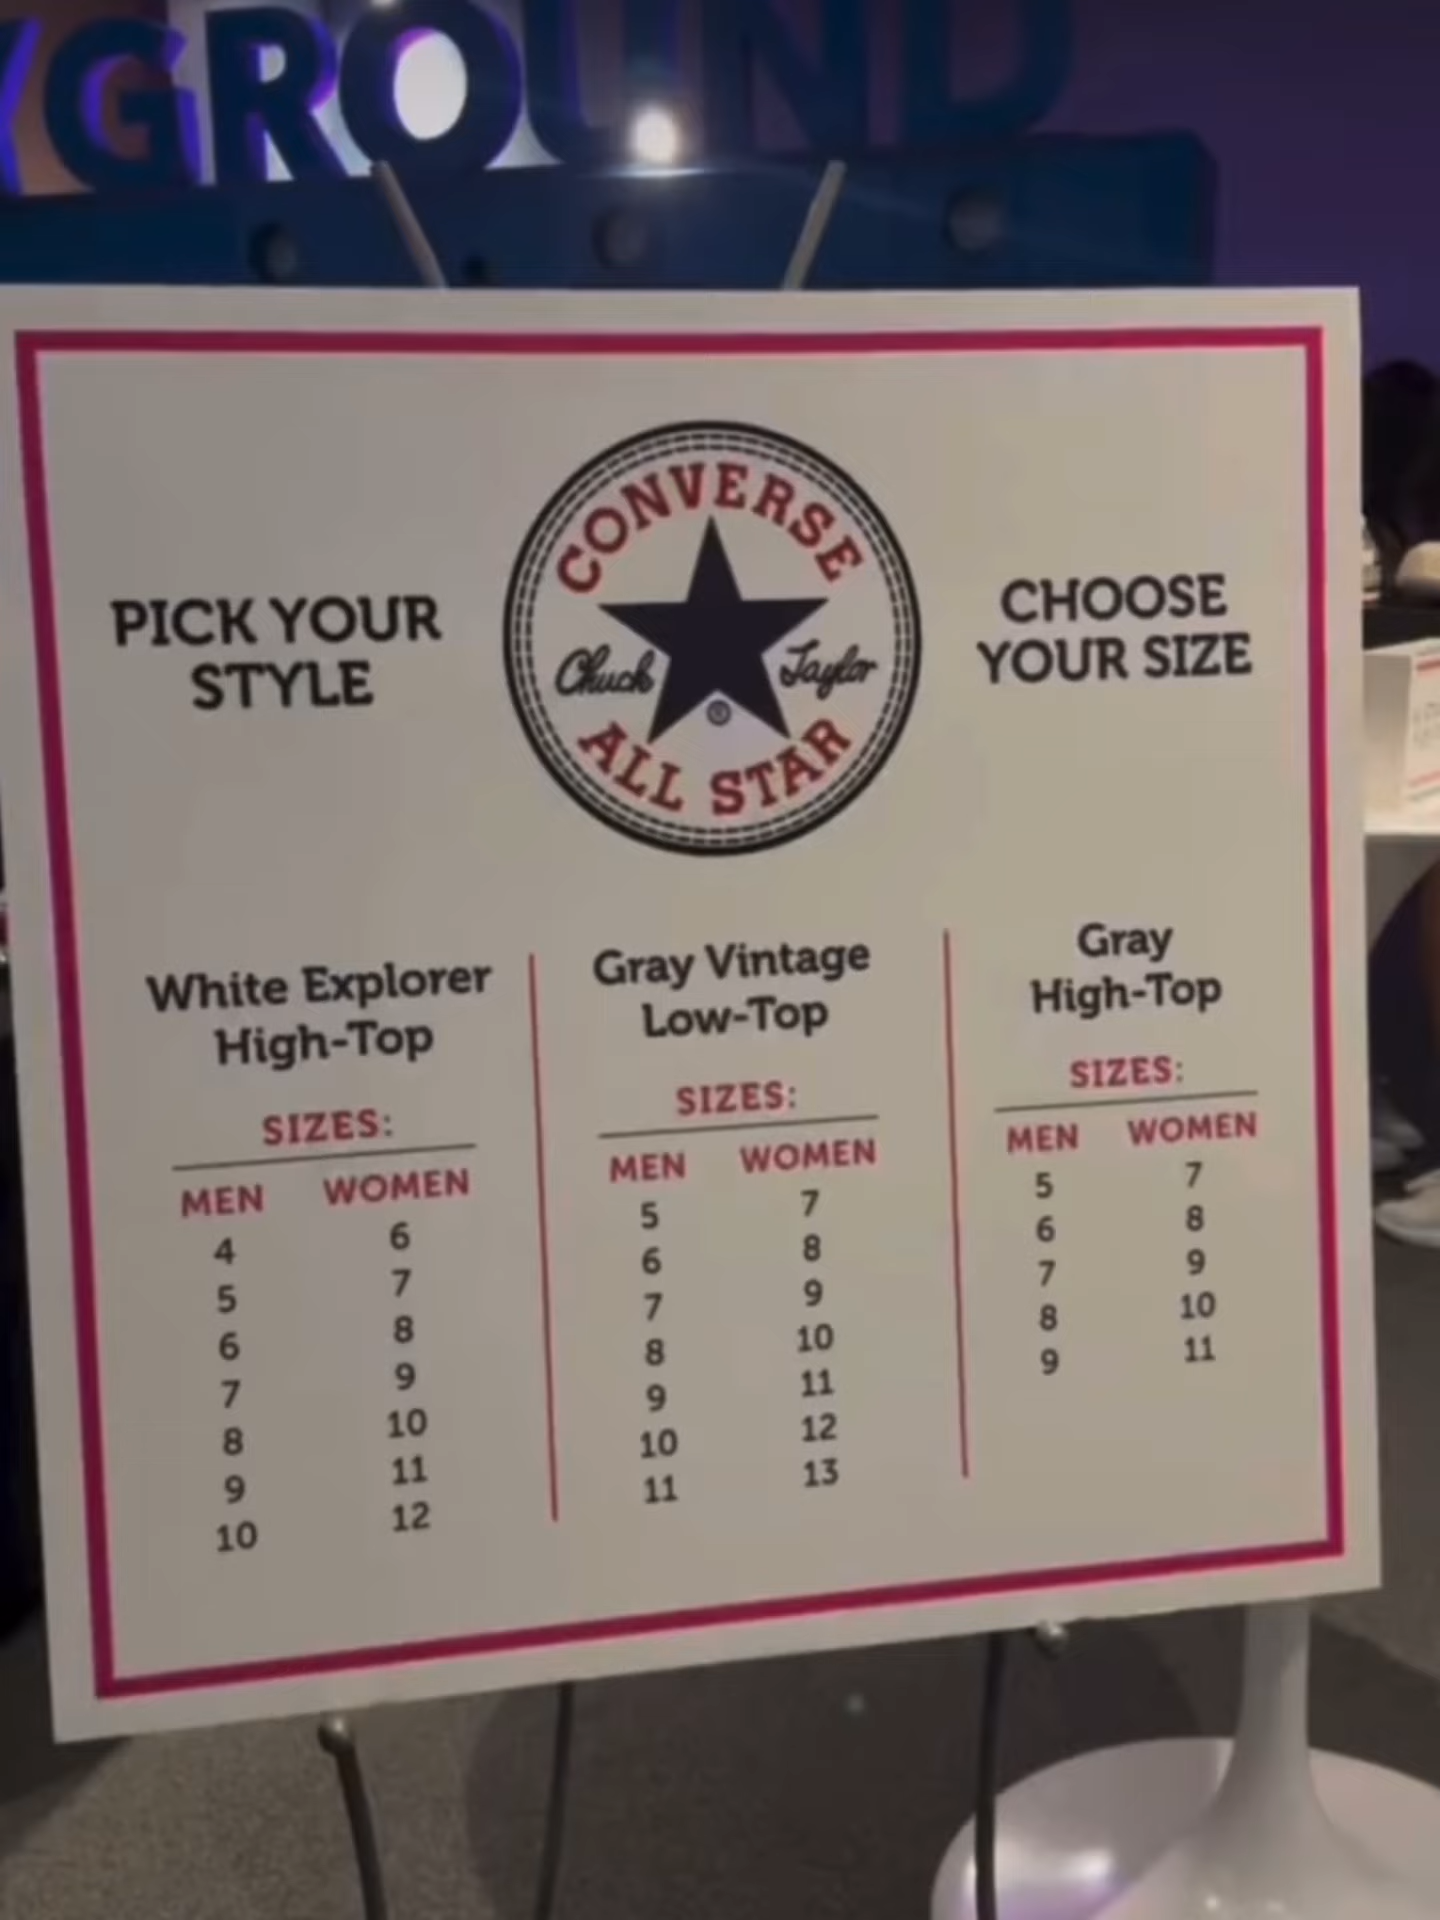 YGROUND
CONVERSE
Chuck Taylor
®
ALL STAR
PICK YOUR
STYLE
CHOOSE
YOUR SIZE
White Explorer
High-Top
SIZES:
MEN WOMEN
4 6
5 7
6 8
7 9
8 10
9 11
10 12
Gray Vintage
Low-Top
SIZES:
MEN WOMEN
5 7
6 8
7 9
8 10
9 11
10 12
11 13
Gray
High-Top
SIZES:
MEN WOMEN
5 7
6 8
7 9
8 10
9 11